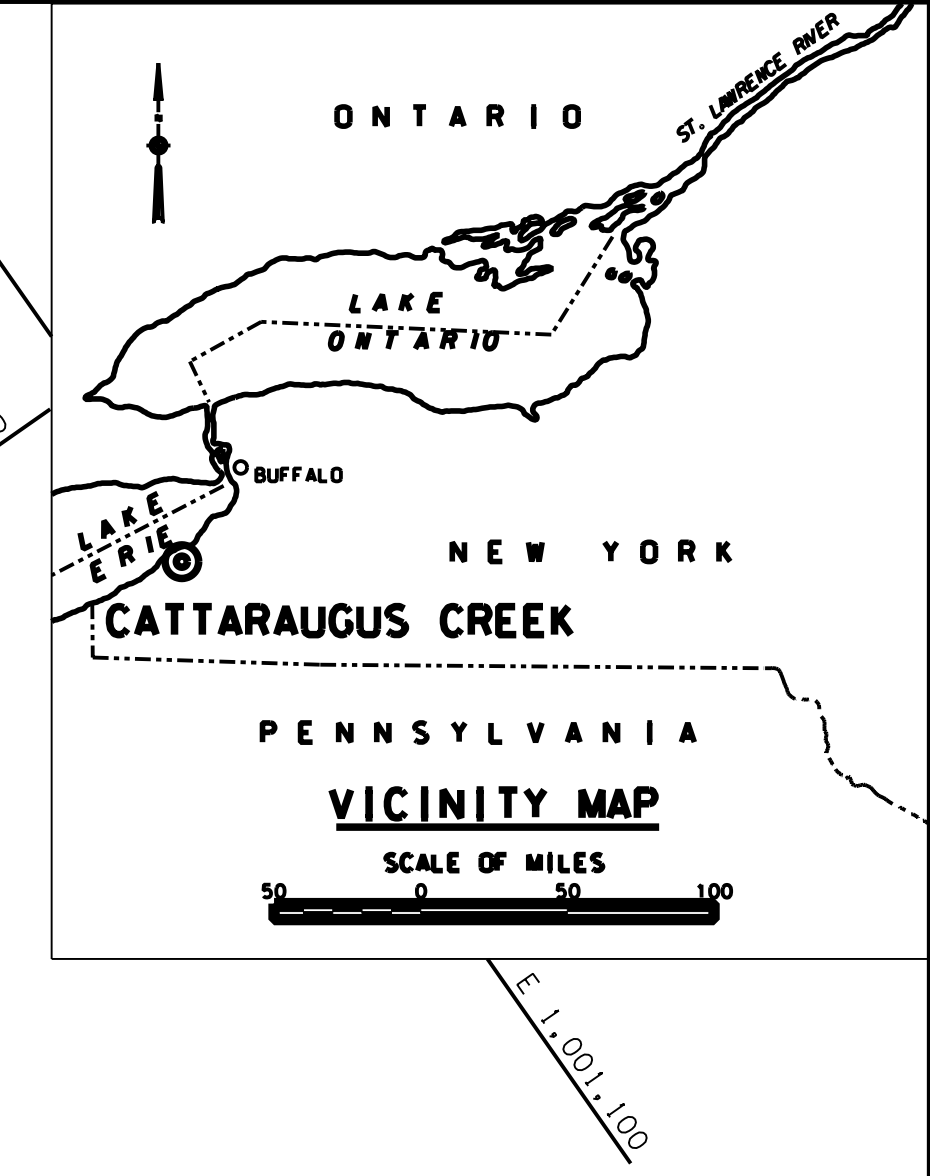 ST. LAWRENCE RIVER
ONTARIO
LAKE
ONTARIO
BUFFALO
LAKE
ERIE
NEW YORK
CATTARAUGUS CREEK
PENNSYLVANIA
VICINITY MAP
SCALE OF MILES
50 0 50 100
E 1,001,100